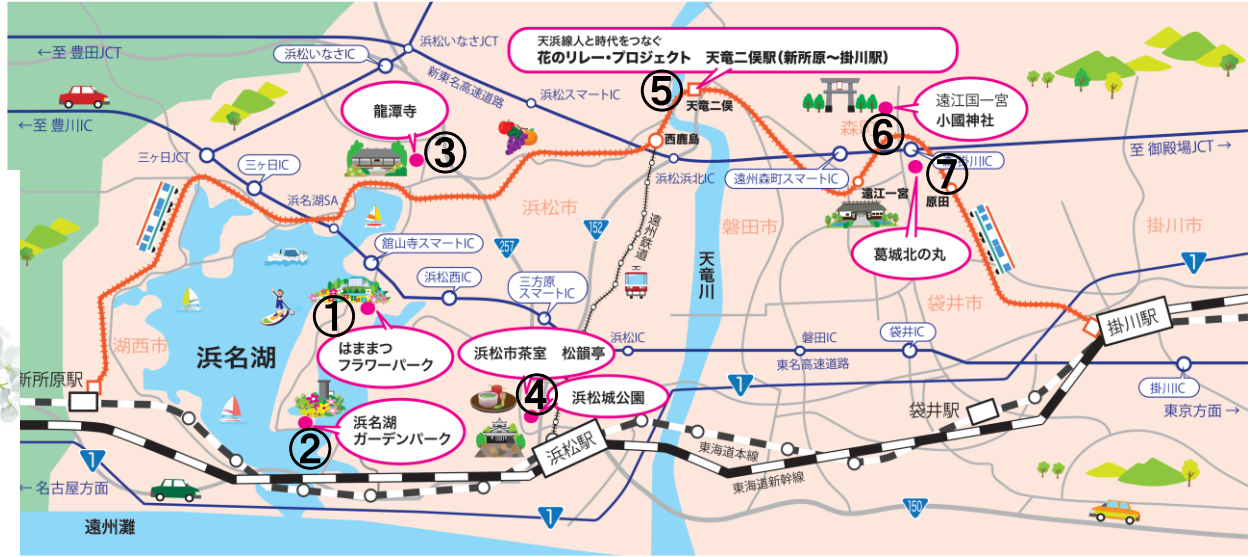 ←至 豊田JCT
浜松いなさIC
浜松いなさJCT
新東名高速道路
浜松スマートIC
天浜線人と時代をつなぐ
花のリレー・プロジェクト 天竜二俣駅(新所原～掛川駅)
⑤
天竜二俣
西鹿島
遠江国一宮
小國神社
森町
⑥
←至 豊川IC
龍潭寺
③
三ヶ日JCT
三ヶ日IC
浜名湖SA
至 御殿場JCT→
掛川IC
⑦
原田
浜松浜北IC
遠州森町スマートIC
遠江一宮
浜松市
152
遠州鉄道
磐田市
掛川市
舘山寺スマートIC
257
天竜川
葛城北の丸
1
浜松西IC
三方原
スマートIC
袋井市
①
はままつ
フラワーパーク
浜松市茶室 松韻亭
浜松IC
磐田IC
東名高速道路
袋井IC
掛川駅
湖西市
浜名湖
新所原駅
④
浜松城公園
1
掛川IC
東京方面→
②
浜名湖
ガーデンパーク
袋井駅
浜松駅
東海道本線
東海道新幹線
1
←名古屋方面
1
150
遠州灘